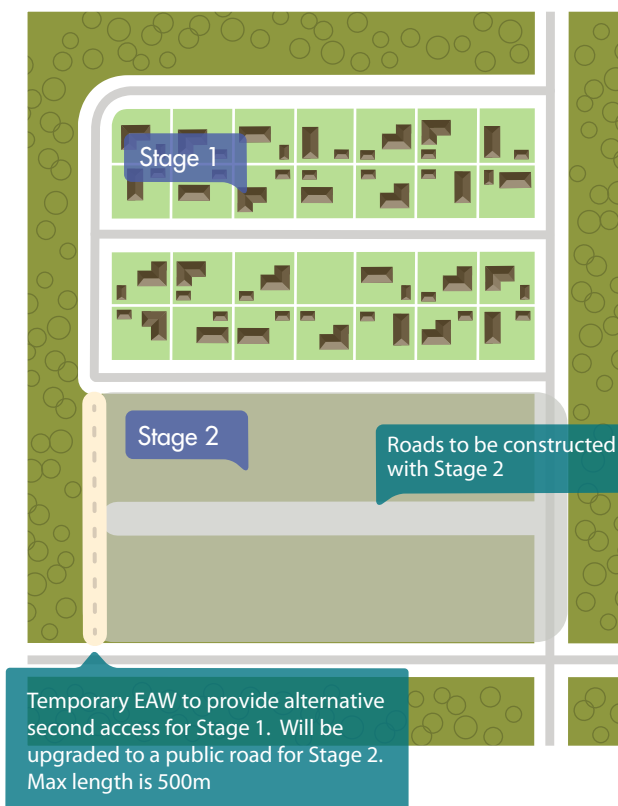 Stage 1
Stage 2
Roads to be constructed
with Stage 2
Temporary EAW to provide alternative
second access for Stage 1. Will be
upgraded to a public road for Stage 2.
Max length is 500m